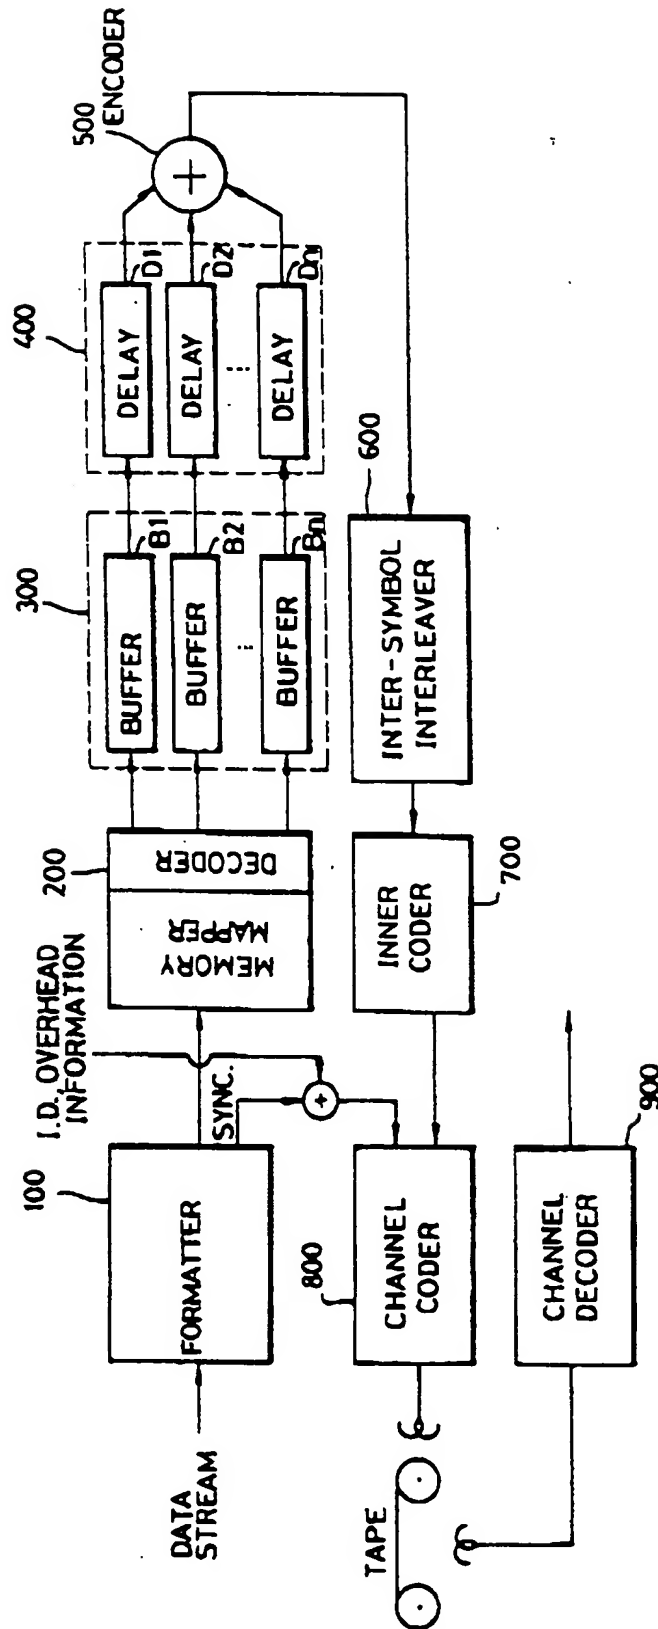 DATA
STREAM
100
FORMATTER
I.D., OVERHEAD
INFORMATION
SYNC.
200
MEMORY
MAPPER
DECODER
300
BUFFER
B1
BUFFER
B2
BUFFER
Bn
400
DELAY
D1
DELAY
D2
DELAY
Dn
500
ENCODER
+
600
INTER-SYMBOL
INTERLEAVER
700
INNER
CODER
+
800
CHANNEL
CODER
TAPE
900
CHANNEL
DECODER